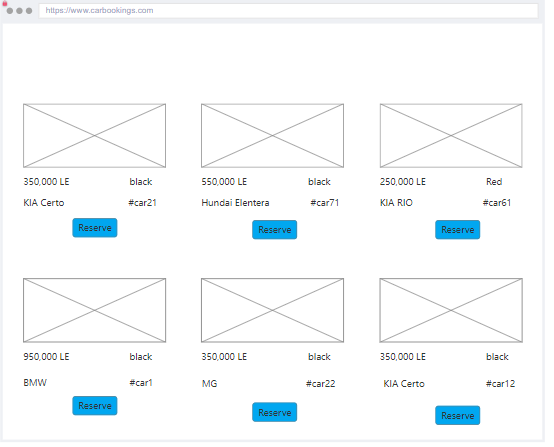 https://www.carbookings.com
350,000 LE black
KIA Certo #car21
Reserve
550,000 LE black
Hundai Elentera #car71
Reserve
250,000 LE Red
KIA RIO #car61
Reserve
950,000 LE black
BMW #car1
Reserve
350,000 LE black
MG #car22
Reserve
350,000 LE black
KIA Certo #car12
Reserve